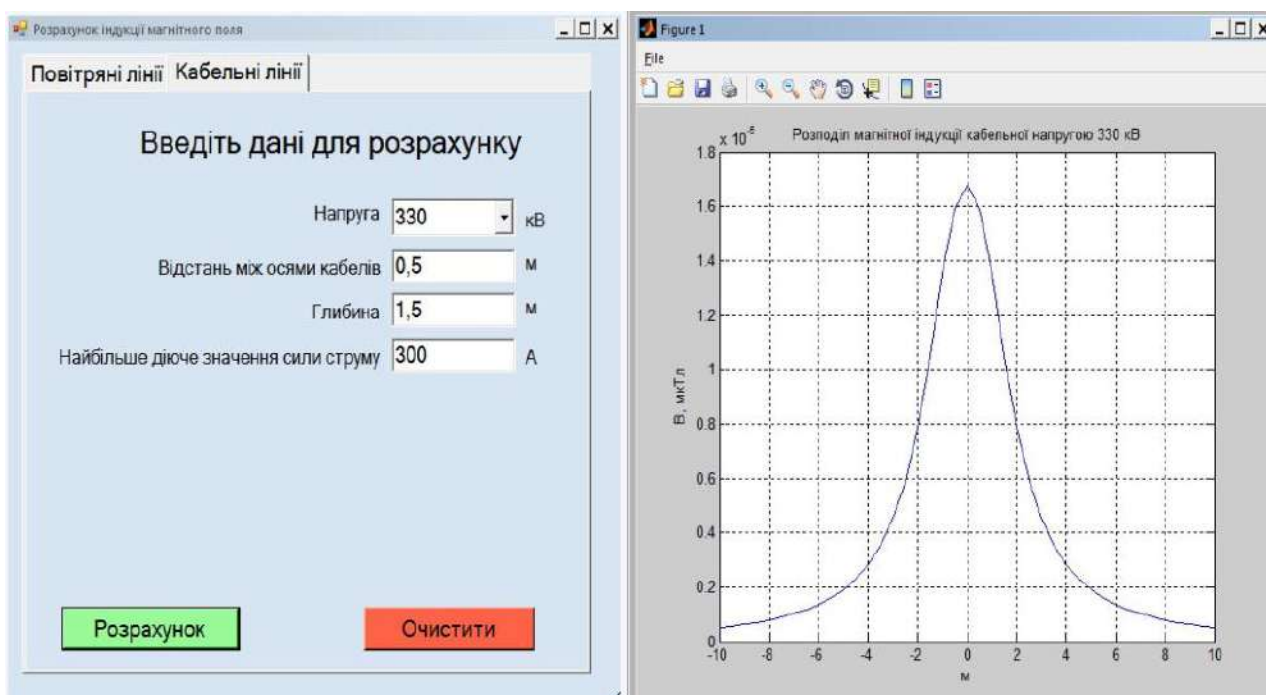 Розрахунок індукції магнітного поля
Повітряні лінії
Кабельні лінії
Введіть дані для розрахунку
Напруга 330 кВ
Відстань між осями кабелів 0,5 м
Глибина 1,5 м
Найбільше діюче значення сили струму 300 А
Розрахунок
Очистити
Figure 1
File
x 10^-5
Розподіл магнітної індукції кабельної напругою 330 кВ
1.8
1.6
1.4
1.2
1
0.8
0.6
0.4
0.2
0
В, мкТл
-10 -8 -6 -4 -2 0 2 4 6 8 10
м